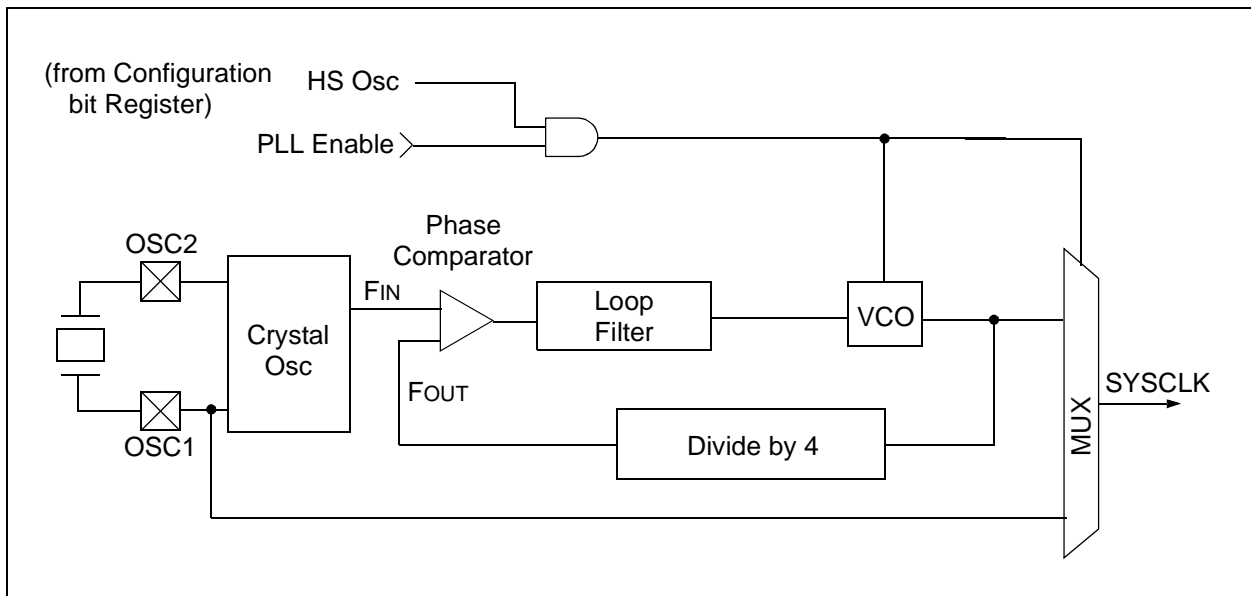 (from Configuration
bit Register)
HS Osc
PLL Enable
Phase
Comparator
OSC2
Crystal
Osc
FIN
Loop
Filter
VCO
FOUT
OSC1
Divide by 4
MUX
SYSCLK